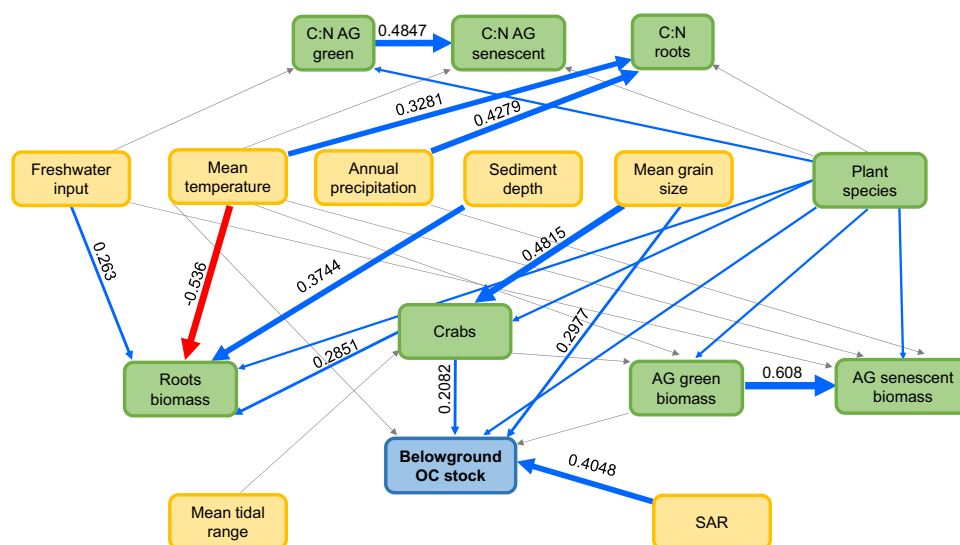 C:N AG
green
0.4847
C:N AG
senescent
C:N
roots
0.3281
0.4279
Freshwater
input
Mean
temperature
Annual
precipitation
Sediment
depth
Mean grain
size
Plant
species
0.263
-0.536
0.3744
0.4815
0.2977
Crabs
0.2851
0.2082
Roots
biomass
AG green
biomass
0.608
AG senescent
biomass
Belowground
OC stock
0.4048
Mean tidal
range
SAR